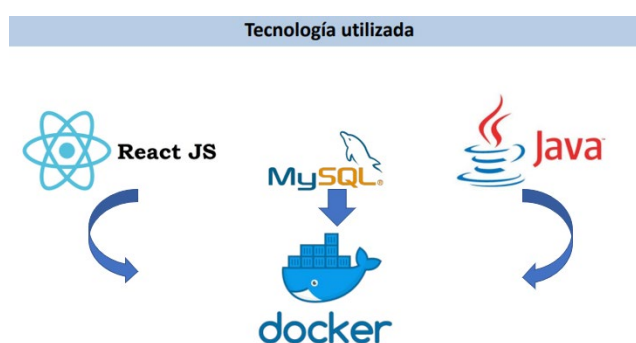 Tecnología utilizada
React JS
MySQL®
Java
docker